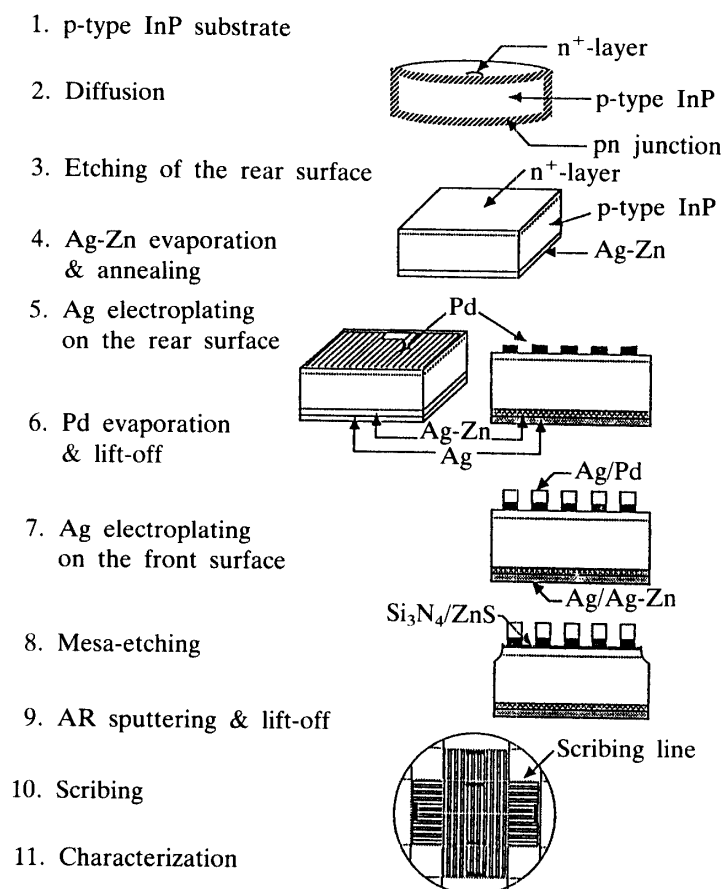 1. p-type InP substrate
n⁺-layer
2. Diffusion
p-type InP
pn junction
3. Etching of the rear surface
n⁺-layer
p-type InP
4. Ag-Zn evaporation
& annealing
Ag-Zn
5. Ag electroplating
on the rear surface
Pd
6. Pd evaporation
& lift-off
Ag-Zn
Ag
Ag/Pd
7. Ag electroplating
on the front surface
Ag/Ag-Zn
Si₃N₄/ZnS
8. Mesa-etching
9. AR sputtering & lift-off
Scribing line
10. Scribing
11. Characterization